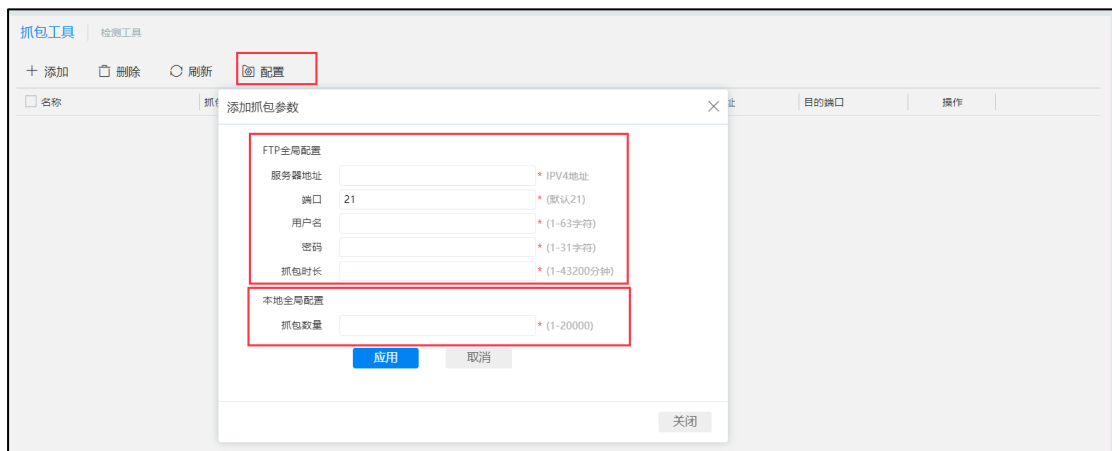 抓包工具 检测工具
添加 删除 刷新 配置
名称 抓包 址 目的端口 操作
添加抓包参数
FTP全局配置
服务器地址 * IPV4地址
端口 21 * (默认21)
用户名 * (1-63字符)
密码 * (1-31字符)
抓包时长 * (1-43200分钟)
本地全局配置
抓包数量 * (1-20000)
应用 取消
关闭